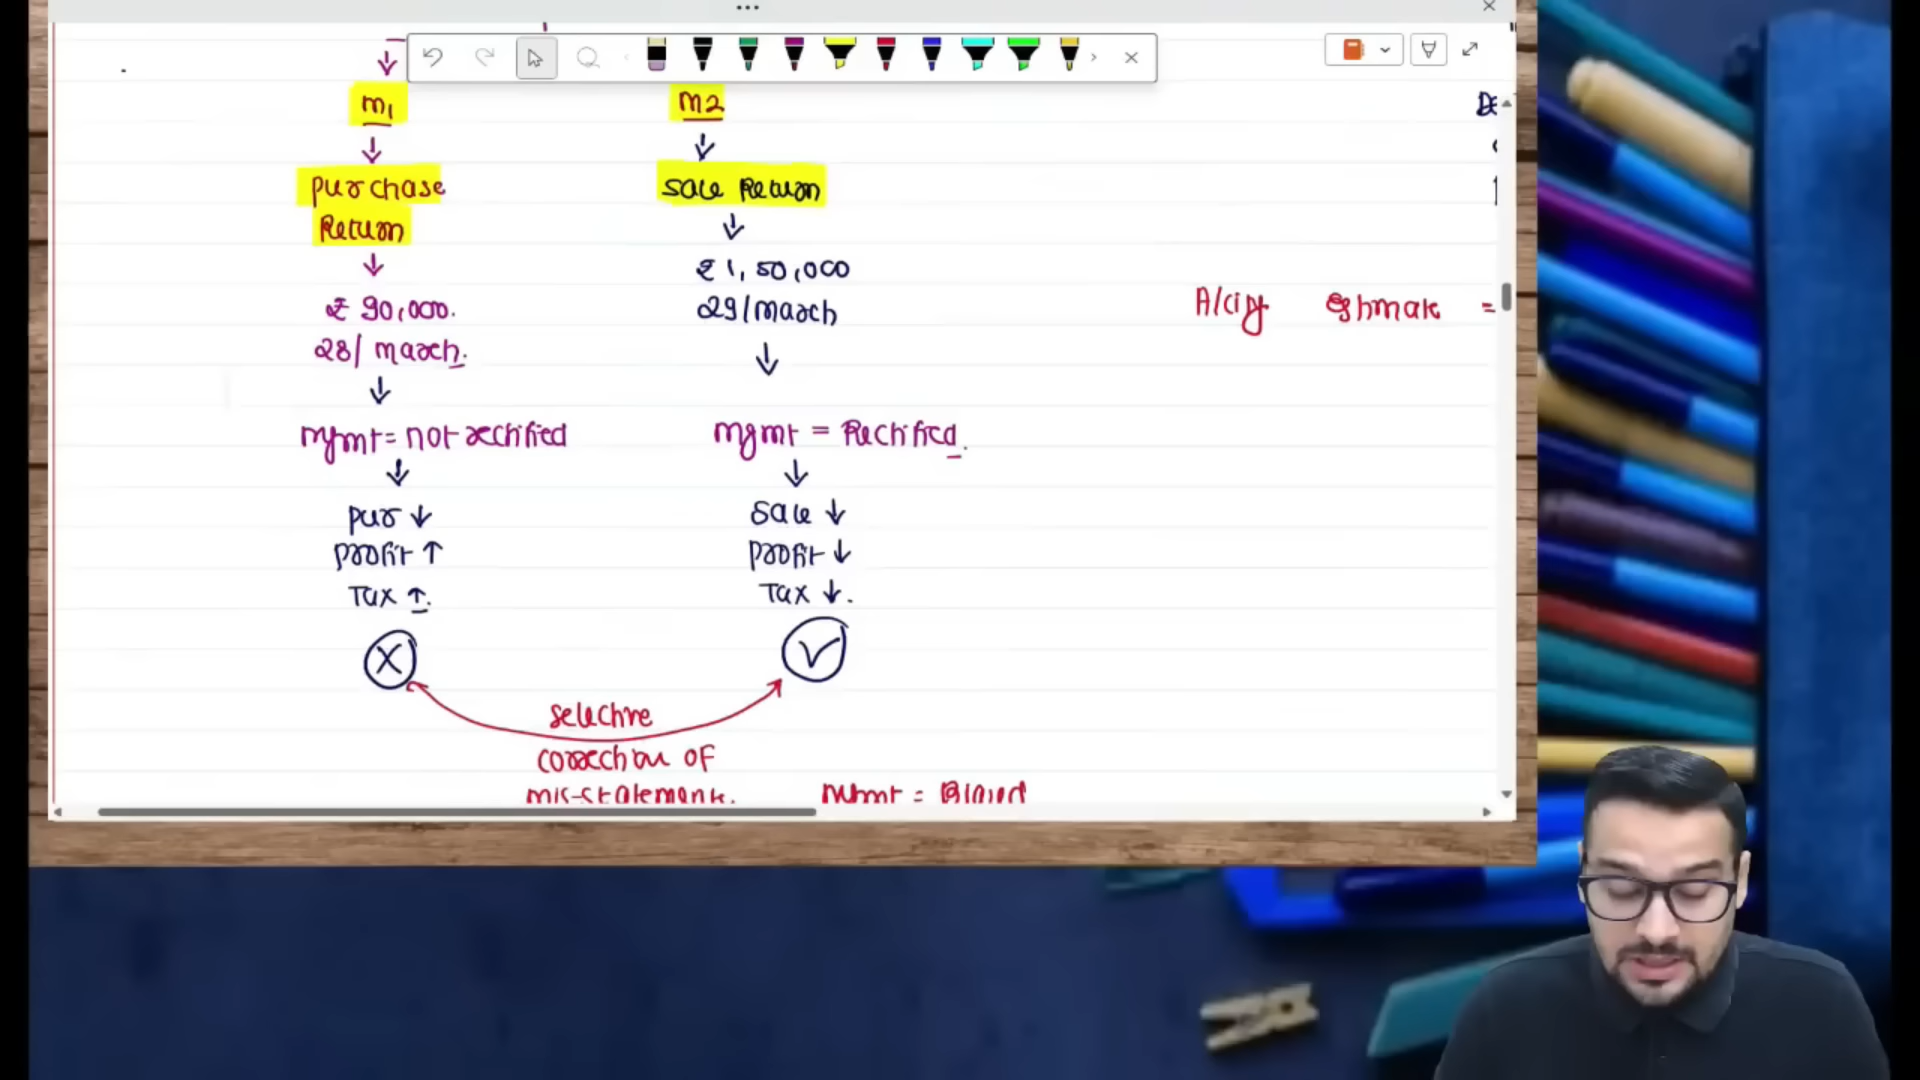 m1
m2
purchase
Return
Sale Return
₹ 90,000.
28/ march.
₹ 1,50,000
29/march
mgmt = not rectified
mgmt = Rectified.
pur ↓
profit ↑
Tax ↑.
Sale ↓
profit ↓
Tax ↓.
X
selective
correction of
mis-statements.
mgmt = Biased
Estimate =